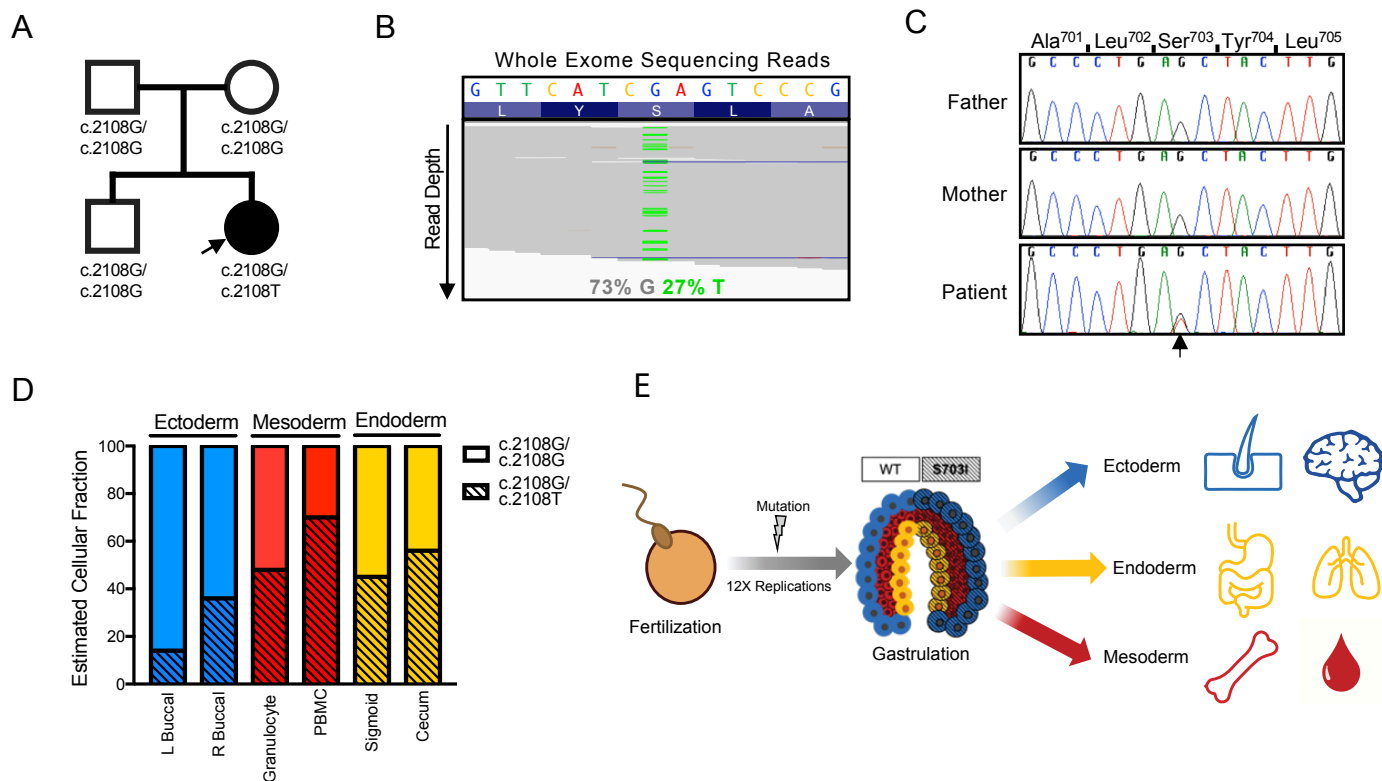 A
c.2108G/
c.2108G
c.2108G/
c.2108G
c.2108G/
c.2108G
c.2108G/
c.2108T
B
Whole Exome Sequencing Reads
G T T C A T C G A G T C C C G
L Y S L A
Read Depth
73% G 27% T
C
Ala701 Leu702 Ser703 Tyr704 Leu705
Father
G C C C T G A G C T A C T T G
Mother
G C C C T G A G C T A C T T G
Patient
G C C C T G A G C T A C T T G
D
Ectoderm Mesoderm Endoderm
Estimated Cellular Fraction
100
80
60
40
20
0
L Buccal
R Buccal
Granulocyte
PBMC
Sigmoid
Cecum
c.2108G/
c.2108G
c.2108G/
c.2108T
E
Fertilization
Mutation
12X Replications
WT S703I
Gastrulation
Ectoderm
Endoderm
Mesoderm